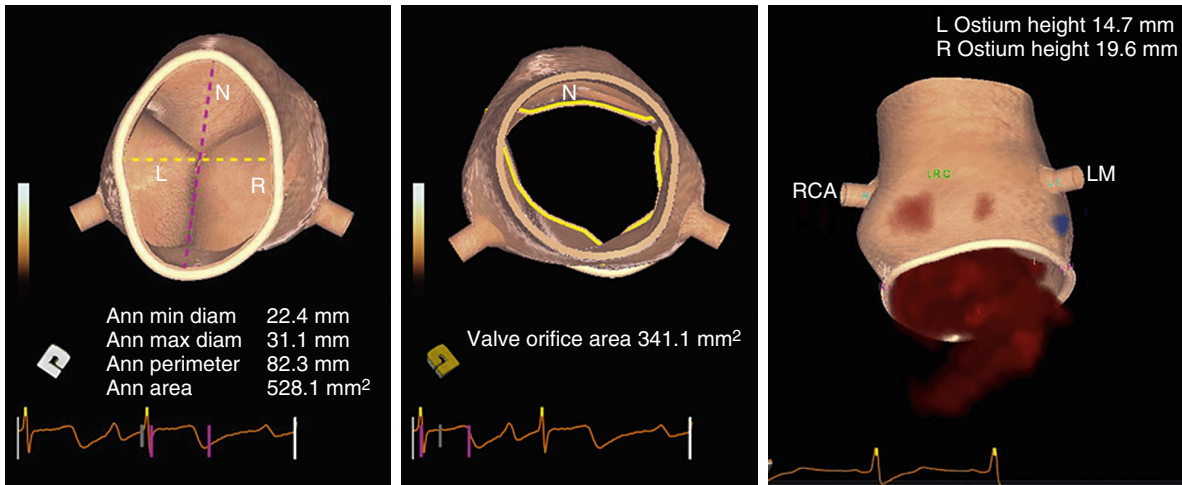 N
L
R
Ann min diam 22.4 mm
Ann max diam 31.1 mm
Ann perimeter 82.3 mm
Ann area 528.1 mm²
N
Valve orifice area 341.1 mm²
L Ostium height 14.7 mm
R Ostium height 19.6 mm
LRC
RCA
LM